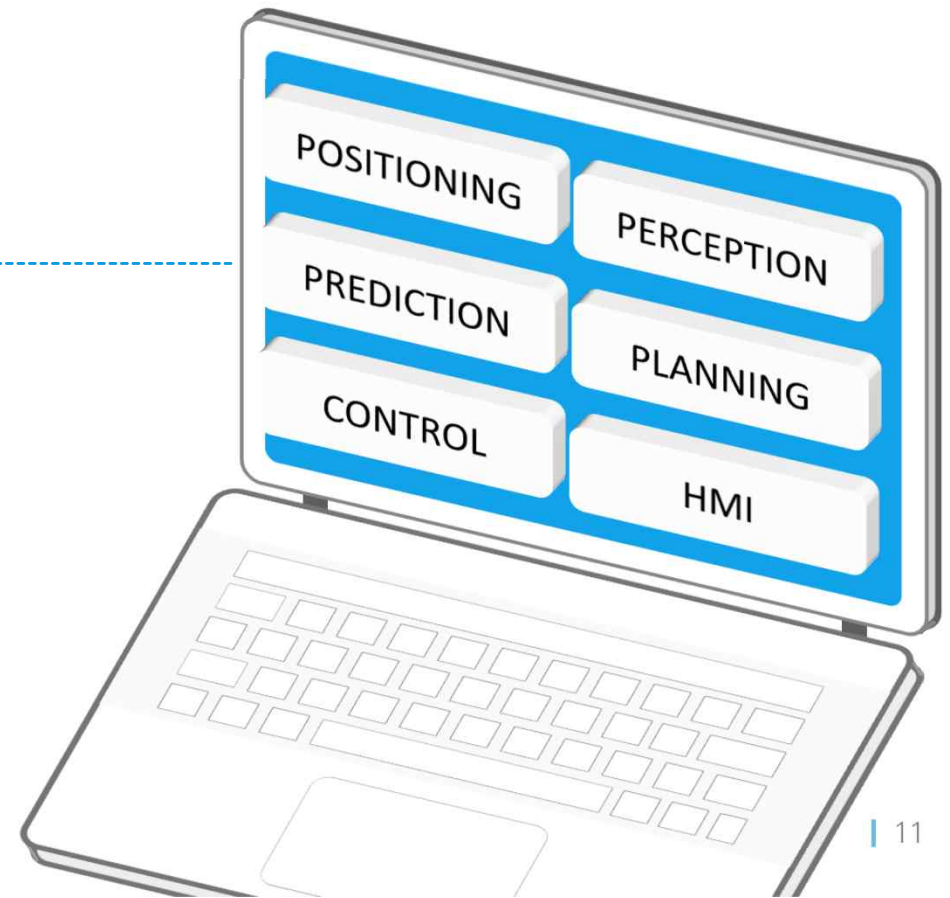 POSITIONING
PERCEPTION
PREDICTION
PLANNING
CONTROL
HMI
11